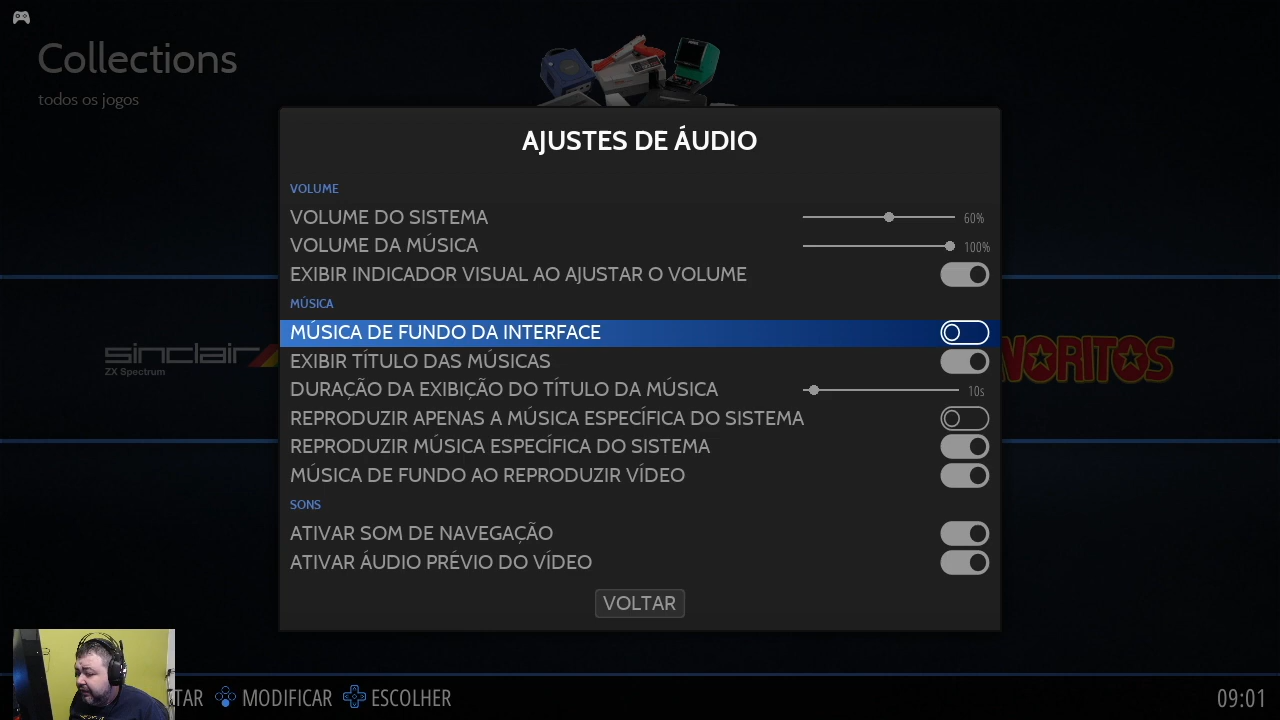 Collections
todos os jogos
AJUSTES DE ÁUDIO
VOLUME
VOLUME DO SISTEMA 60%
VOLUME DA MÚSICA 100%
EXIBIR INDICADOR VISUAL AO AJUSTAR O VOLUME
MÚSICA
MÚSICA DE FUNDO DA INTERFACE
EXIBIR TÍTULO DAS MÚSICAS
DURAÇÃO DA EXIBIÇÃO DO TÍTULO DA MÚSICA 10s
REPRODUZIR APENAS A MÚSICA ESPECÍFICA DO SISTEMA
REPRODUZIR MÚSICA ESPECÍFICA DO SISTEMA
MÚSICA DE FUNDO AO REPRODUZIR VÍDEO
SONS
ATIVAR SOM DE NAVEGAÇÃO
ATIVAR ÁUDIO PRÉVIO DO VÍDEO
VOLTAR
sinclair
ZX Spectrum
VORITOS
TAR MODIFICAR ESCOLHER 09:01